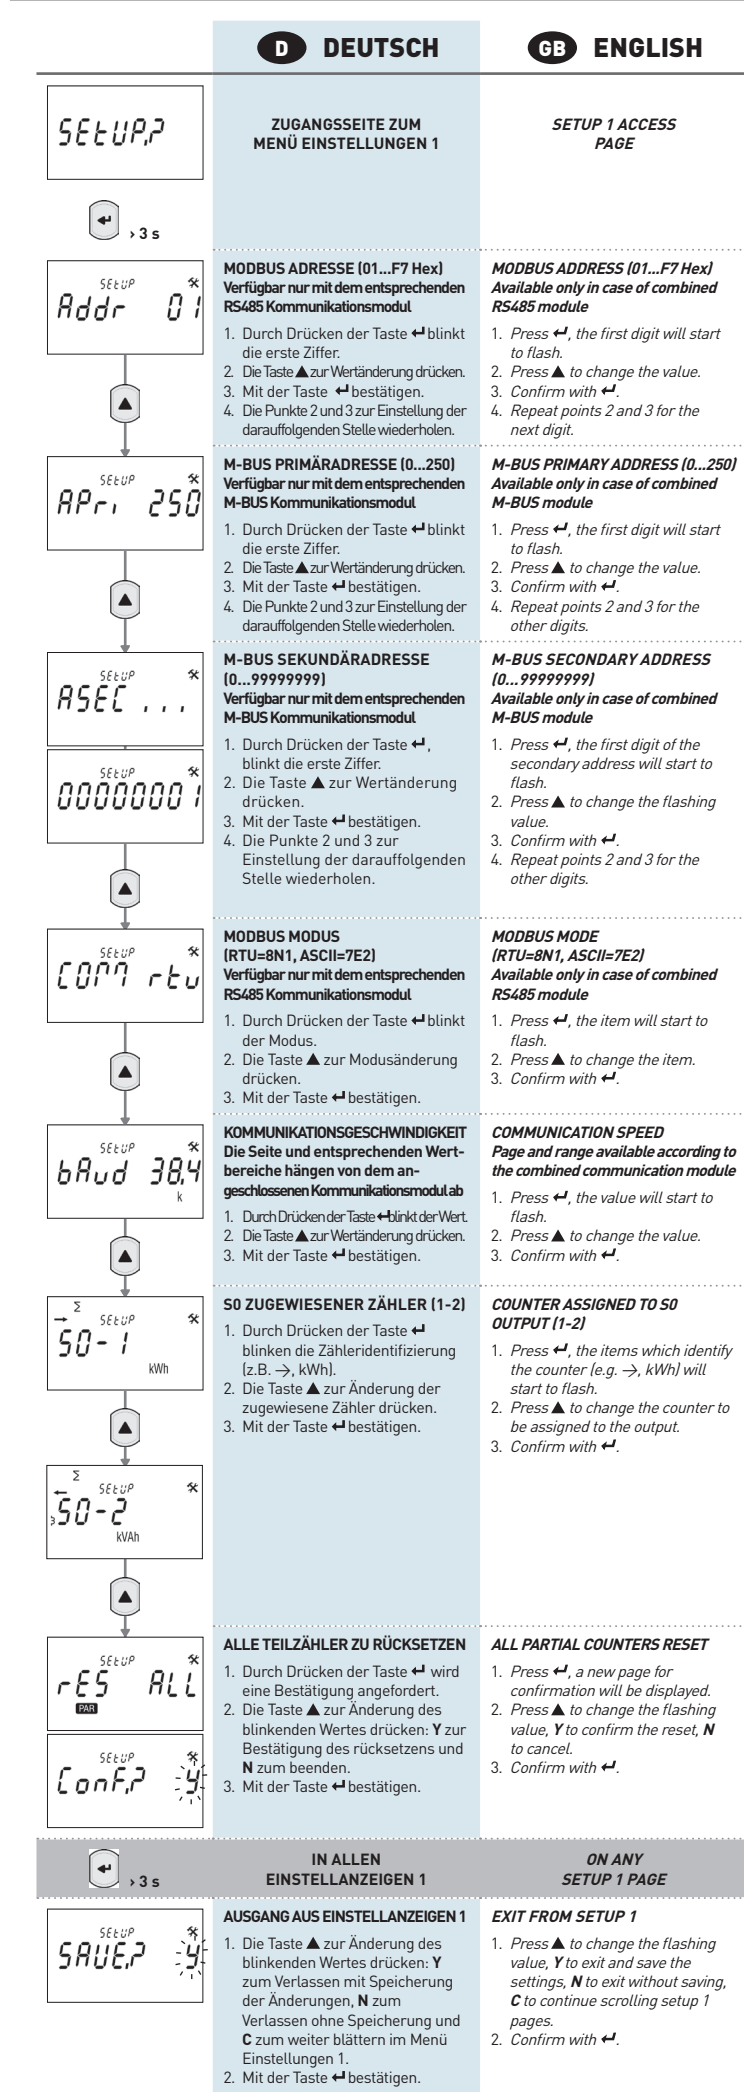 D DEUTSCH
GB ENGLISH
SEtUP.?
ZUGANGSSEITE ZUM
MENÜ EINSTELLUNGEN 1
SETUP 1 ACCESS
PAGE
↵ › 3 s
SEtUP
Addr 01
MODBUS ADRESSE (01...F7 Hex)
Verfügbar nur mit dem entsprechenden
RS485 Kommunikationsmodul
1. Durch Drücken der Taste ↵ blinkt
die erste Ziffer.
2. Die Taste ▲ zur Wertänderung drücken.
3. Mit der Taste ↵ bestätigen.
4. Die Punkte 2 und 3 zur Einstellung der
darauffolgenden Stelle wiederholen.
MODBUS ADDRESS (01...F7 Hex)
Available only in case of combined
RS485 module
1. Press ↵, the first digit will start
to flash.
2. Press ▲ to change the value.
3. Confirm with ↵.
4. Repeat points 2 and 3 for the
next digit.
▲
SEtUP
APri 250
M-BUS PRIMÄRADRESSE (0...250)
Verfügbar nur mit dem entsprechenden
M-BUS Kommunikationsmodul
1. Durch Drücken der Taste ↵ blinkt
die erste Ziffer.
2. Die Taste ▲ zur Wertänderung drücken.
3. Mit der Taste ↵ bestätigen.
4. Die Punkte 2 und 3 zur Einstellung der
darauffolgenden Stelle wiederholen.
M-BUS PRIMARY ADDRESS (0...250)
Available only in case of combined
M-BUS module
1. Press ↵, the first digit will start
to flash.
2. Press ▲ to change the value.
3. Confirm with ↵.
4. Repeat points 2 and 3 for the
other digits.
▲
SEtUP
ASEC ...
SEtUP
00000001
M-BUS SEKUNDÄRADRESSE
(0...99999999)
Verfügbar nur mit dem entsprechenden
M-BUS Kommunikationsmodul
1. Durch Drücken der Taste ↵,
blinkt die erste Ziffer.
2. Die Taste ▲ zur Wertänderung
drücken.
3. Mit der Taste ↵ bestätigen.
4. Die Punkte 2 und 3 zur
Einstellung der darauffolgenden
Stelle wiederholen.
M-BUS SECONDARY ADDRESS
(0...99999999)
Available only in case of combined
M-BUS module
1. Press ↵, the first digit of the
secondary address will start to
flash.
2. Press ▲ to change the flashing
value.
3. Confirm with ↵.
4. Repeat points 2 and 3 for the
other digits.
▲
SEtUP
COM rtu
MODBUS MODUS
(RTU=8N1, ASCII=7E2)
Verfügbar nur mit dem entsprechenden
RS485 Kommunikationsmodul
1. Durch Drücken der Taste ↵ blinkt
der Modus.
2. Die Taste ▲ zur Modusänderung
drücken.
3. Mit der Taste ↵ bestätigen.
MODBUS MODE
(RTU=8N1, ASCII=7E2)
Available only in case of combined
RS485 module
1. Press ↵, the item will start to
flash.
2. Press ▲ to change the item.
3. Confirm with ↵.
▲
SEtUP
bAud 38.4
k
KOMMUNIKATIONSGESCHWINDIGKEIT
Die Seite und entsprechenden Wert-
bereiche hängen von dem an-
geschlossenen Kommunikationsmodul ab
1. Durch Drücken der Taste ↵ blinkt der Wert.
2. Die Taste ▲ zur Wertänderung drücken.
3. Mit der Taste ↵ bestätigen.
COMMUNICATION SPEED
Page and range available according to
the combined communication module
1. Press ↵, the value will start to
flash.
2. Press ▲ to change the value.
3. Confirm with ↵.
▲
Σ
→ SEtUP
S0-1
kWh
S0 ZUGEWIESENER ZÄHLER (1-2)
1. Durch Drücken der Taste ↵
blinken die Zähleridentifizierung
(z.B. →, kWh).
2. Die Taste ▲ zur Änderung der
zugewiesene Zähler drücken.
3. Mit der Taste ↵ bestätigen.
COUNTER ASSIGNED TO S0
OUTPUT (1-2)
1. Press ↵, the items which identify
the counter (e.g. →, kWh) will
start to flash.
2. Press ▲ to change the counter to
be assigned to the output.
3. Confirm with ↵.
▲
Σ
← SEtUP
S0-2
kVAh
▲
SEtUP
rES ALL
PAR
SEtUP
ConF.? Y
ALLE TEILZÄHLER ZU RÜCKSETZEN
1. Durch Drücken der Taste ↵ wird
eine Bestätigung angefordert.
2. Die Taste ▲ zur Änderung des
blinkenden Wertes drücken: Y zur
Bestätigung des rücksetzens und
N zum beenden.
3. Mit der Taste ↵ bestätigen.
ALL PARTIAL COUNTERS RESET
1. Press ↵, a new page for
confirmation will be displayed.
2. Press ▲ to change the flashing
value, Y to confirm the reset, N
to cancel.
3. Confirm with ↵.
↵ › 3 s
IN ALLEN
EINSTELLANZEIGEN 1
ON ANY
SETUP 1 PAGE
SEtUP
SAVE.? Y
AUSGANG AUS EINSTELLANZEIGEN 1
1. Die Taste ▲ zur Änderung des
blinkenden Wertes drücken: Y
zum Verlassen mit Speicherung
der Änderungen, N zum
Verlassen ohne Speicherung und
C zum weiter blättern im Menü
Einstellungen 1.
2. Mit der Taste ↵ bestätigen.
EXIT FROM SETUP 1
1. Press ▲ to change the flashing
value, Y to exit and save the
settings, N to exit without saving,
C to continue scrolling setup 1
pages.
2. Confirm with ↵.